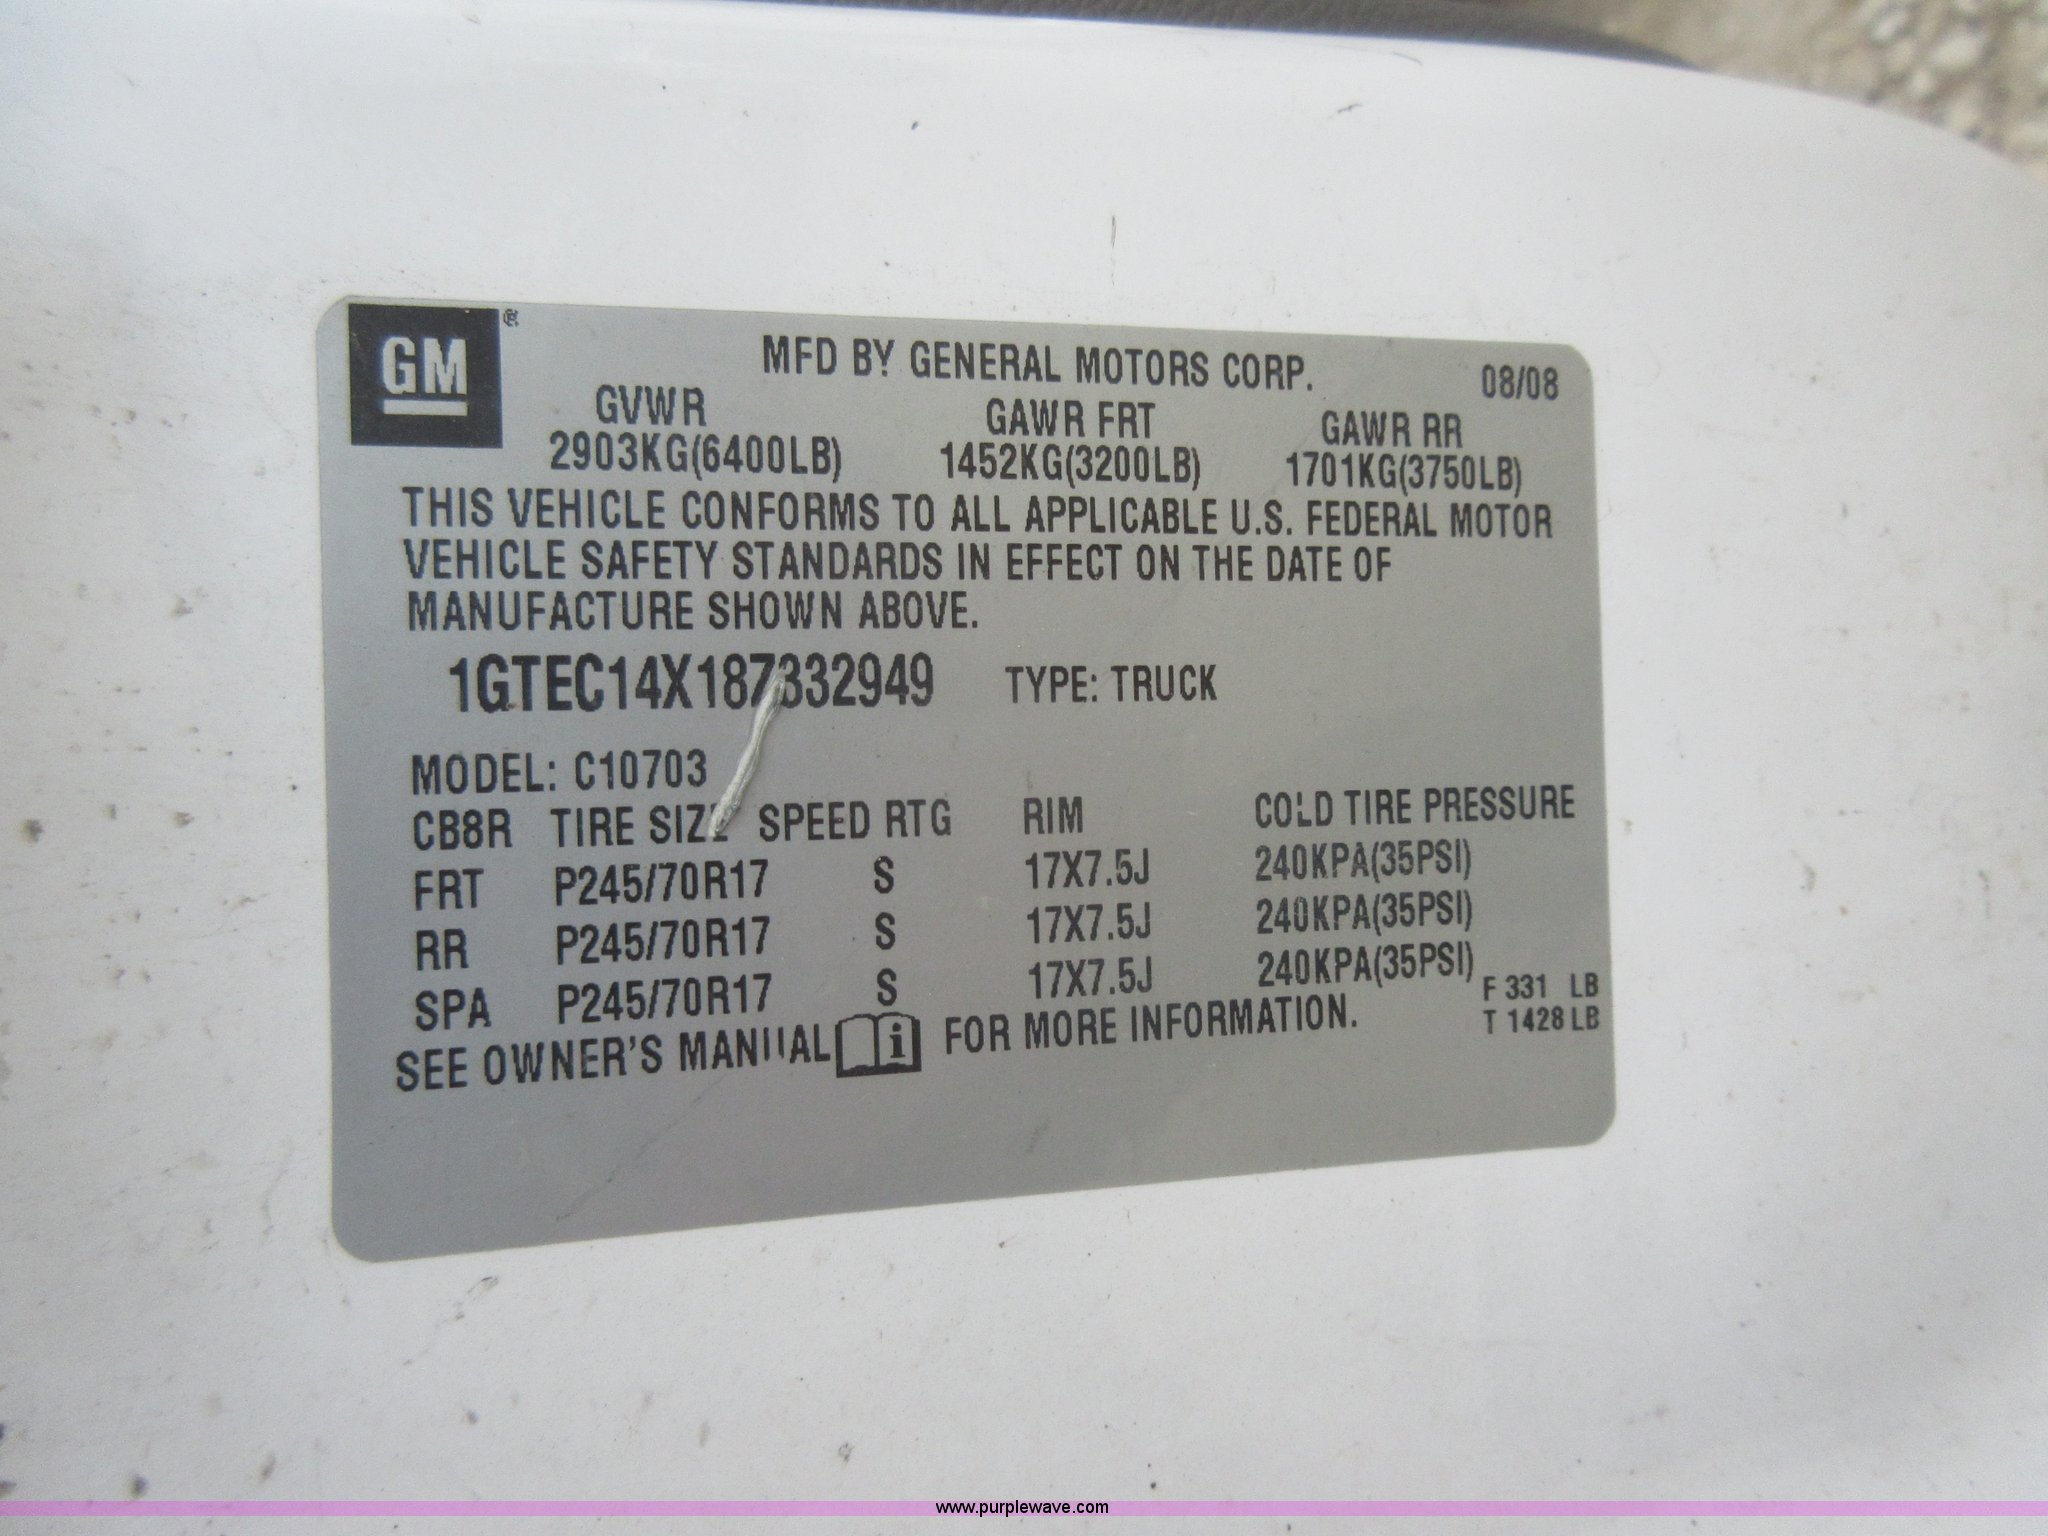 GM®
MFD BY GENERAL MOTORS CORP. 08/08
GVWR GAWR FRT GAWR RR
2903KG(6400LB) 1452KG(3200LB) 1701KG(3750LB)
THIS VEHICLE CONFORMS TO ALL APPLICABLE U.S. FEDERAL MOTOR
VEHICLE SAFETY STANDARDS IN EFFECT ON THE DATE OF
MANUFACTURE SHOWN ABOVE.
1GTEC14X187332949 TYPE: TRUCK
MODEL: C10703
CB8R TIRE SIZE SPEED RTG RIM COLD TIRE PRESSURE
FRT P245/70R17 S 17X7.5J 240KPA(35PSI)
RR P245/70R17 S 17X7.5J 240KPA(35PSI)
SPA P245/70R17 S 17X7.5J 240KPA(35PSI)
F 331 LB
T 1428 LB
SEE OWNER'S MANUAL i FOR MORE INFORMATION.
www.purplewave.com